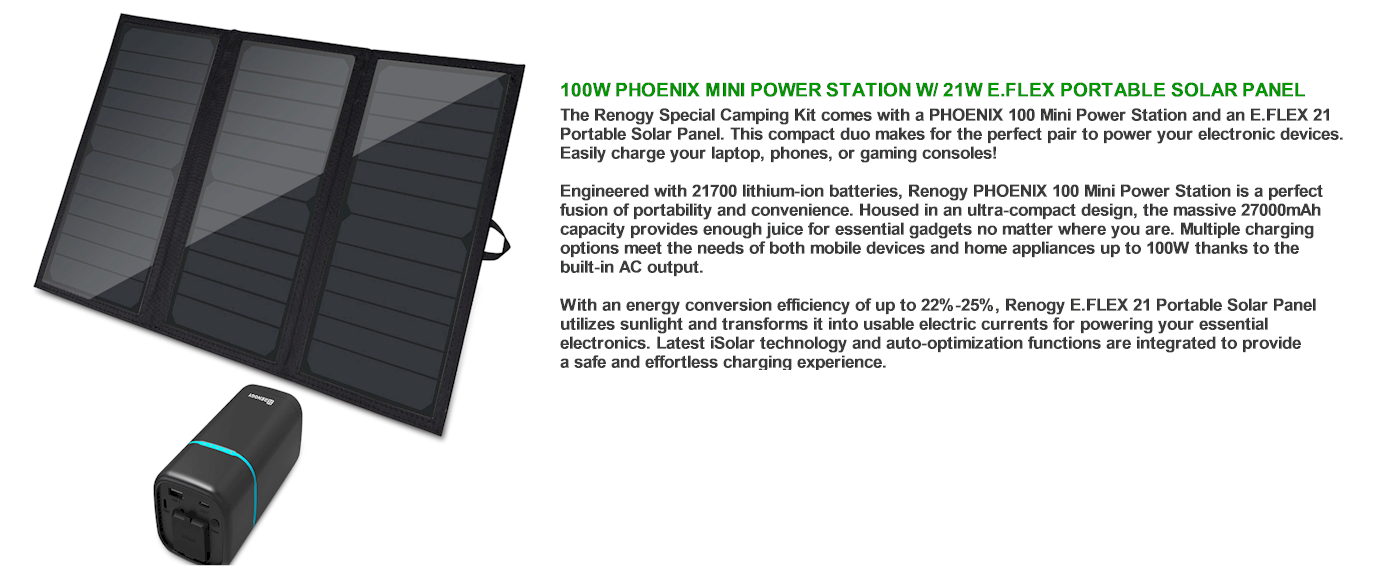 100W PHOENIX MINI POWER STATION W/ 21W E.FLEX PORTABLE SOLAR PANEL
The Renogy Special Camping Kit comes with a PHOENIX 100 Mini Power Station and an E.FLEX 21
Portable Solar Panel. This compact duo makes for the perfect pair to power your electronic devices.
Easily charge your laptop, phones, or gaming consoles!
Engineered with 21700 lithium-ion batteries, Renogy PHOENIX 100 Mini Power Station is a perfect
fusion of portability and convenience. Housed in an ultra-compact design, the massive 27000mAh
capacity provides enough juice for essential gadgets no matter where you are. Multiple charging
options meet the needs of both mobile devices and home appliances up to 100W thanks to the
built-in AC output.
With an energy conversion efficiency of up to 22%-25%, Renogy E.FLEX 21 Portable Solar Panel
utilizes sunlight and transforms it into usable electric currents for powering your essential
electronics. Latest iSolar technology and auto-optimization functions are integrated to provide
a safe and effortless charging experience.
RENOGY